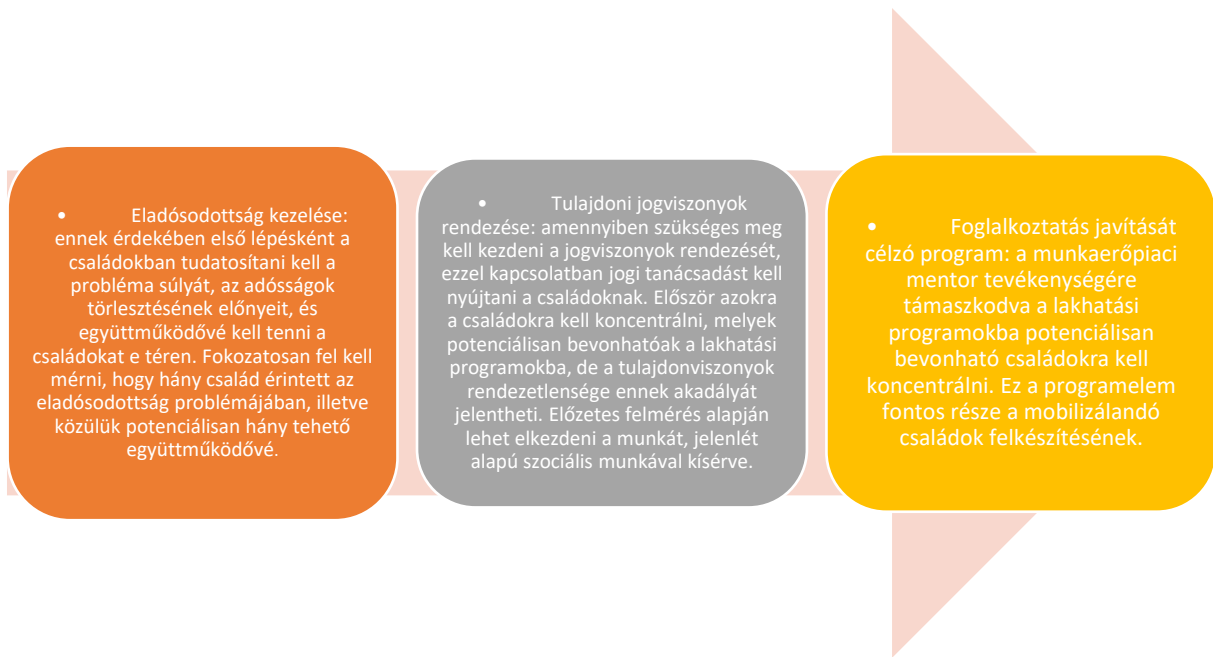 • Eladósodottság kezelése:
ennek érdekében első lépésként a
családokban tudatosítani kell a
probléma súlyát, az adósságok
törlesztésének előnyeit, és
együttműködővé kell tenni a
családokat e téren. Fokozatosan fel kell
mérni, hogy hány család érintett az
eladósodottság problémájában, illetve
közülük potenciálisan hány tehető
együttműködővé.
• Tulajdoni jogviszonyok
rendezése: amennyiben szükséges meg
kell kezdeni a jogviszonyok rendezését,
ezzel kapcsolatban jogi tanácsadást kell
nyújtani a családoknak. Először azokra
a családokra kell koncentrálni, melyek
potenciálisan bevonhatóak a lakhatási
programokba, de a tulajdonviszonyok
rendezetlensége ennek akadályát
jelentheti. Előzetes felmérés alapján
lehet elkezdeni a munkát, jelenlét
alapú szociális munkával kísérve.
• Foglalkoztatás javítását
célzó program: a munkaerőpiaci
mentor tevékenységére
támaszkodva a lakhatási
programokba potenciálisan
bevonható családokra kell
koncentrálni. Ez a programelem
fontos része a mobilizálandó
családok felkészítésének.